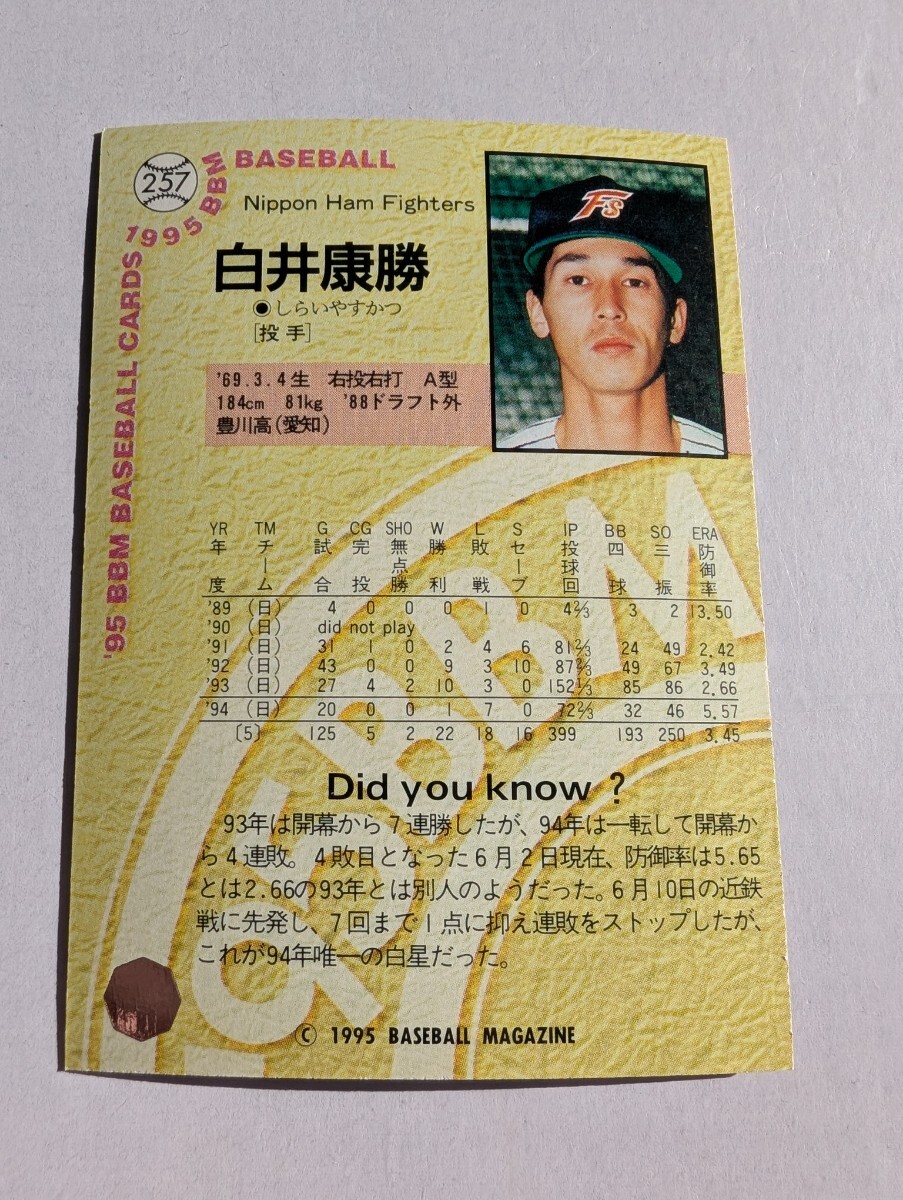 257
'95 BBM BASEBALL CARDS 1995 BBM BASEBALL
Nippon Ham Fighters
FS
白井康勝
●しらいやすかつ
[投手]
'69.3.4生 右投右打 A型
184cm 81kg '88ドラフト外
豊川高(愛知)
YR TM G CG SHO W L S IP BB SO ERA
年度 チーム 試合 完投 無点勝 勝利 敗戦 セーブ 投球回 四球 三振 防御率
'89 (日) 4 0 0 0 1 0 4⅔ 3 2 13.50
'90 (日) did not play
'91 (日) 31 1 0 2 4 6 81⅔ 24 49 2.42
'92 (日) 43 0 0 9 3 10 87⅔ 49 67 3.49
'93 (日) 27 4 2 10 3 0 152⅓ 85 86 2.66
'94 (日) 20 0 0 1 7 0 72⅔ 32 46 5.57
〔5〕 125 5 2 22 18 16 399 193 250 3.45
Did you know ?
93年は開幕から7連勝したが、94年は一転して開幕か
ら4連敗。4敗目となった6月2日現在、防御率は5.65
とは2.66の93年とは別人のようだった。6月10日の近鉄
戦に先発し、7回まで1点に抑え連敗をストップしたが、
これが94年唯一の白星だった。
'95 BBM
© 1995 BASEBALL MAGAZINE